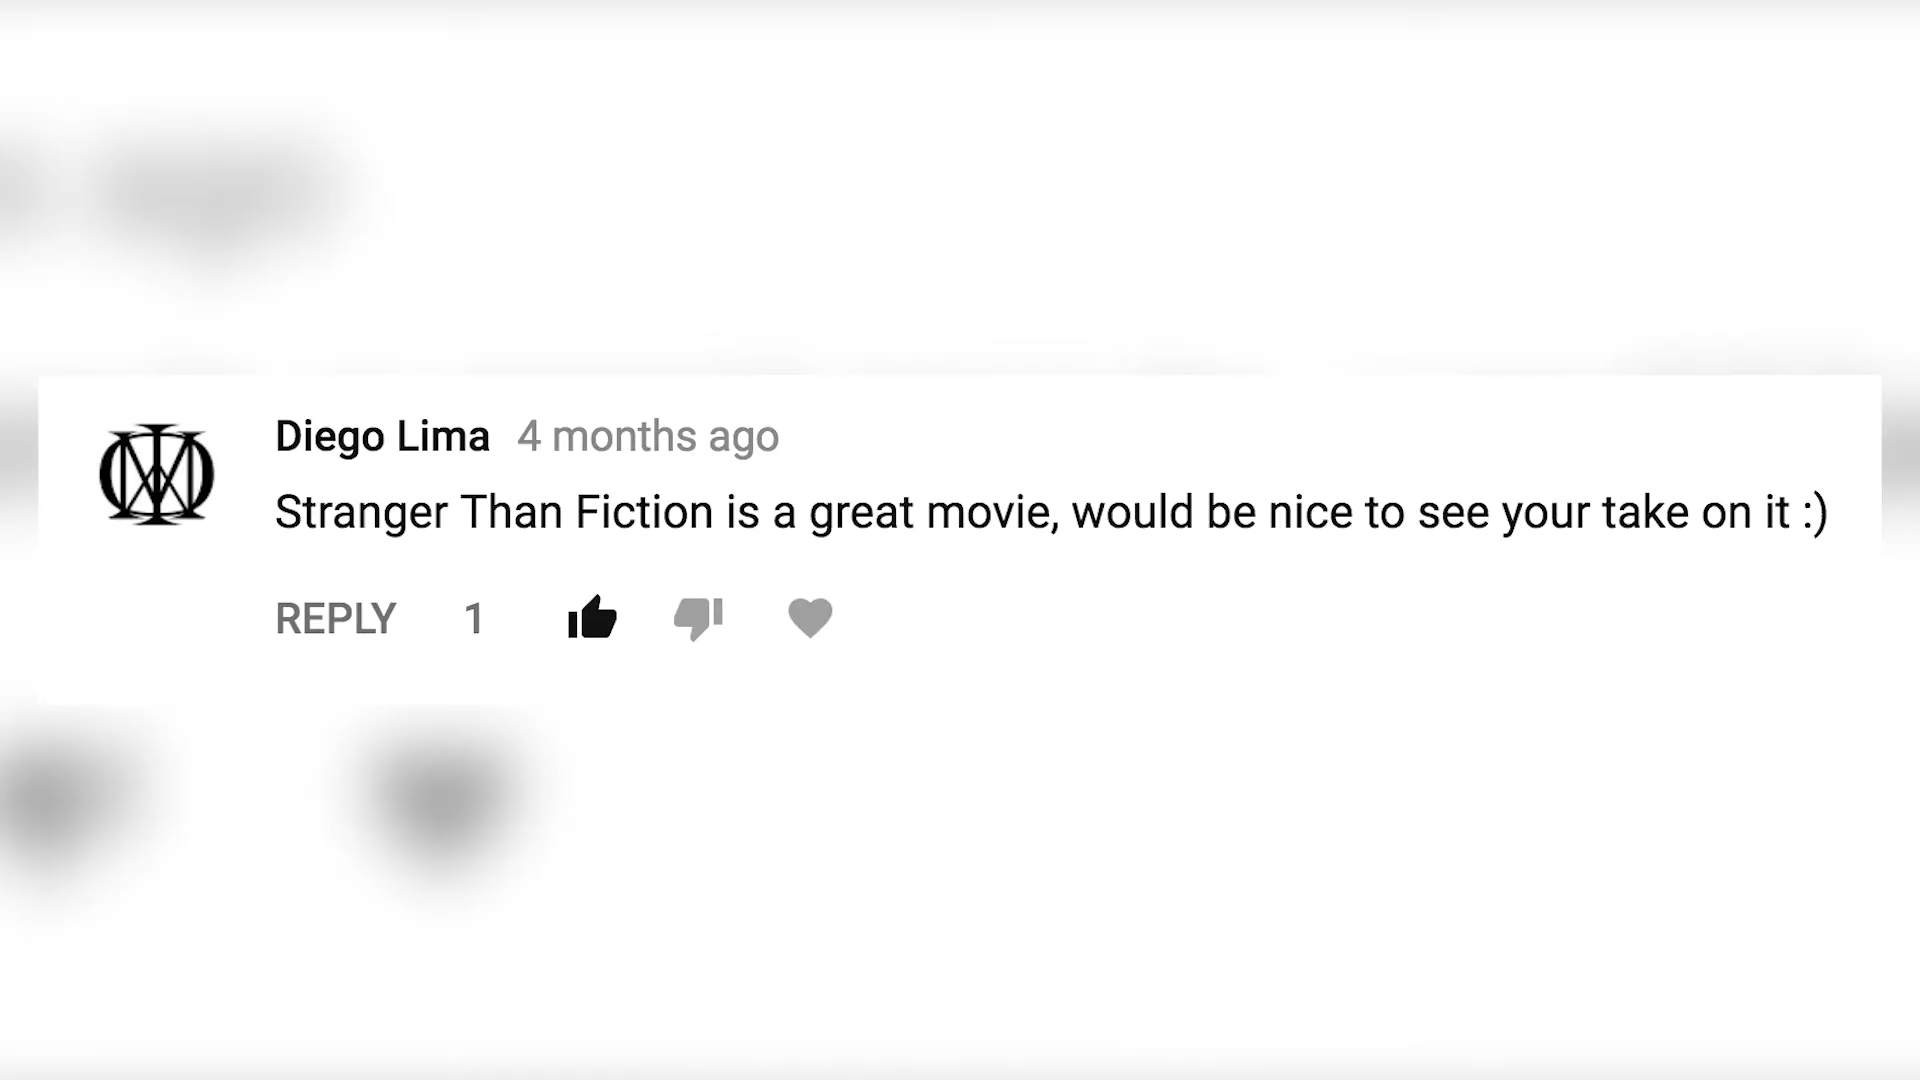 Diego Lima 4 months ago
Stranger Than Fiction is a great movie, would be nice to see your take on it :)
REPLY 1